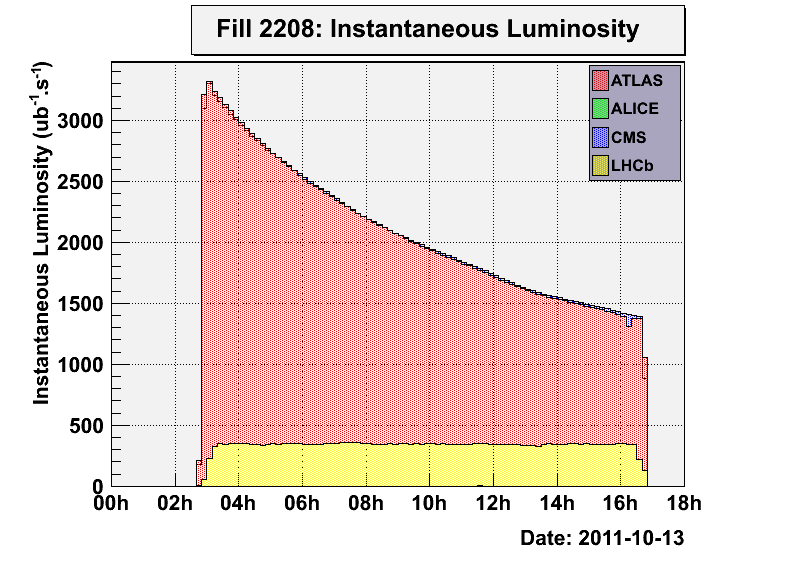 Fill 2208: Instantaneous Luminosity
Instantaneous Luminosity (ub-1.s-1)
3000
2500
2000
1500
1000
500
0
ATLAS
ALICE
CMS
LHCb
00h 02h 04h 06h 08h 10h 12h 14h 16h 18h
Date: 2011-10-13